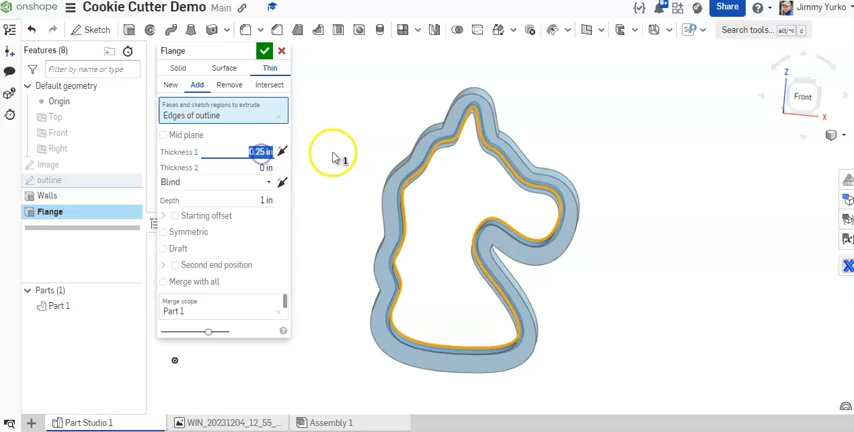 onshape Cookie Cutter Demo Main Share Jimmy Yurko
Sketch Search tools... alt/⌥ c
Features (8)
Filter by name or type
Default geometry
Origin
Top
Front
Right
Image
outline
Walls
Flange
Parts (1)
Part 1
Flange
Solid Surface Thin
New Add Remove Intersect
Faces and sketch regions to extrude
Edges of outline
Mid plane
Thickness 1 0.25 in
Thickness 2 0 in
Blind
Depth 1 in
Starting offset
Symmetric
Draft
Second end position
Merge with all
Merge scope
Part 1
1
Z
Front
X
Part Studio 1 WIN_20231204_12_55_... Assembly 1